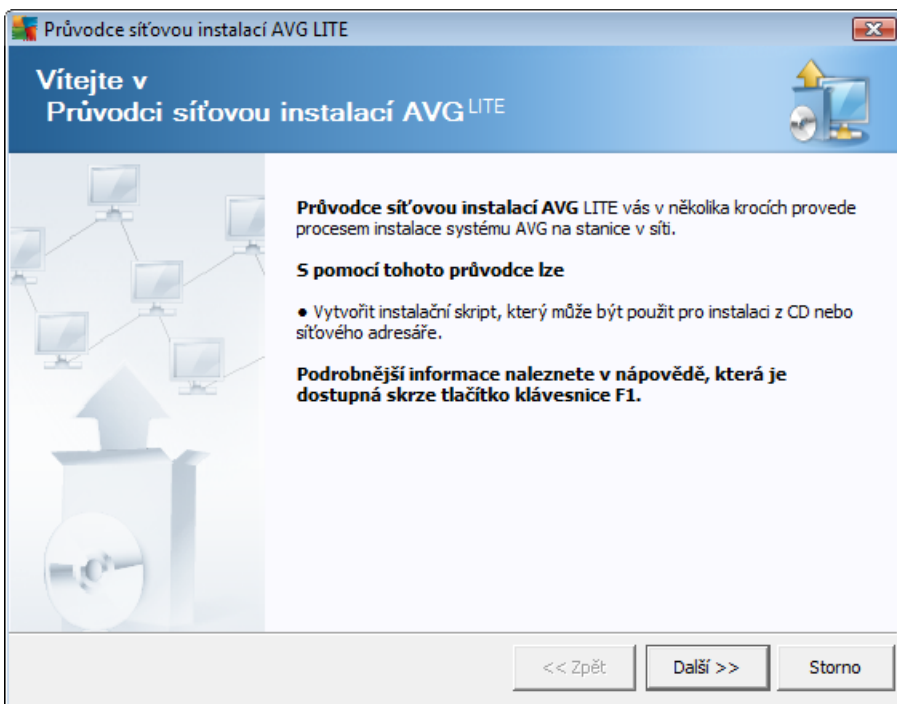 Průvodce síťovou instalací AVG LITE
Vítejte v
Průvodci síťovou instalací AVG LITE
Průvodce síťovou instalací AVG LITE vás v několika krocích provede
procesem instalace systému AVG na stanice v síti.
S pomocí tohoto průvodce lze
• Vytvořit instalační skript, který může být použit pro instalaci z CD nebo
síťového adresáře.
Podrobnější informace naleznete v nápovědě, která je
dostupná skrze tlačítko klávesnice F1.
<< Zpět
Další >>
Storno